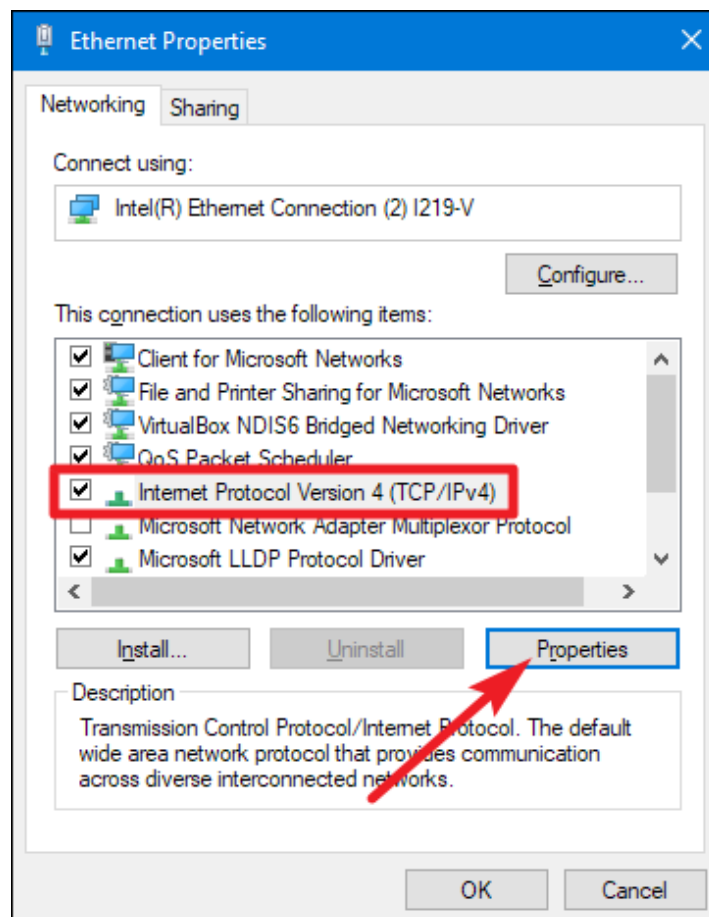 Ethernet Properties
Networking
Sharing
Connect using:
Intel(R) Ethernet Connection (2) I219-V
Configure...
This connection uses the following items:
Client for Microsoft Networks
File and Printer Sharing for Microsoft Networks
VirtualBox NDIS6 Bridged Networking Driver
QoS Packet Scheduler
Internet Protocol Version 4 (TCP/IPv4)
Microsoft Network Adapter Multiplexor Protocol
Microsoft LLDP Protocol Driver
Install...
Uninstall
Properties
Description
Transmission Control Protocol/Internet Protocol. The default
wide area network protocol that provides communication
across diverse interconnected networks.
OK
Cancel